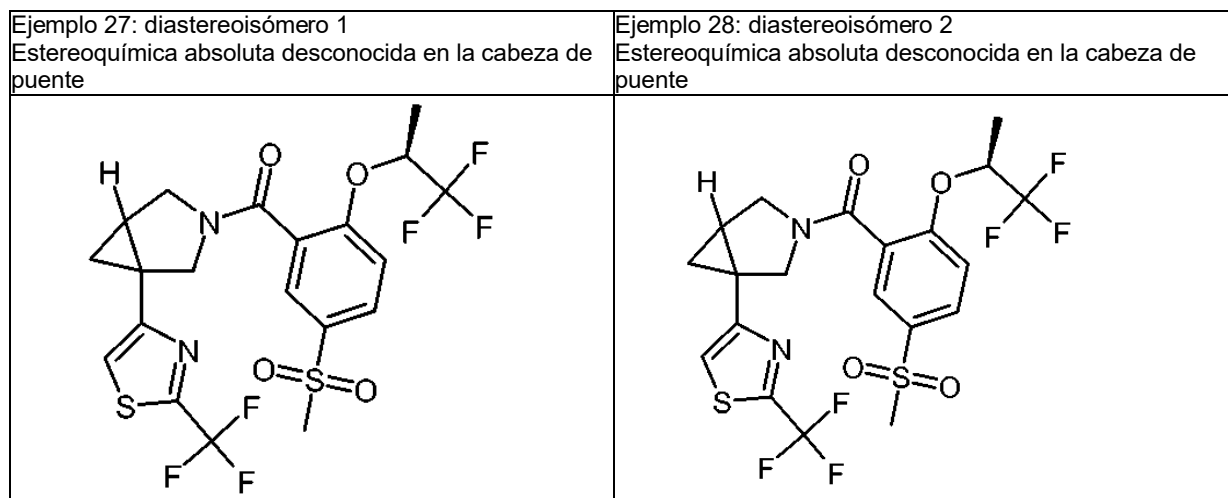 Ejemplo 27: diastereoisómero 1
Estereoquímica absoluta desconocida en la cabeza de
puente
Ejemplo 28: diastereoisómero 2
Estereoquímica absoluta desconocida en la cabeza de
puente
H
O
N
O
F
F
F
N
S
O
S
O
F
F
F
H
O
N
O
F
F
F
N
S
O
S
O
F
F
F